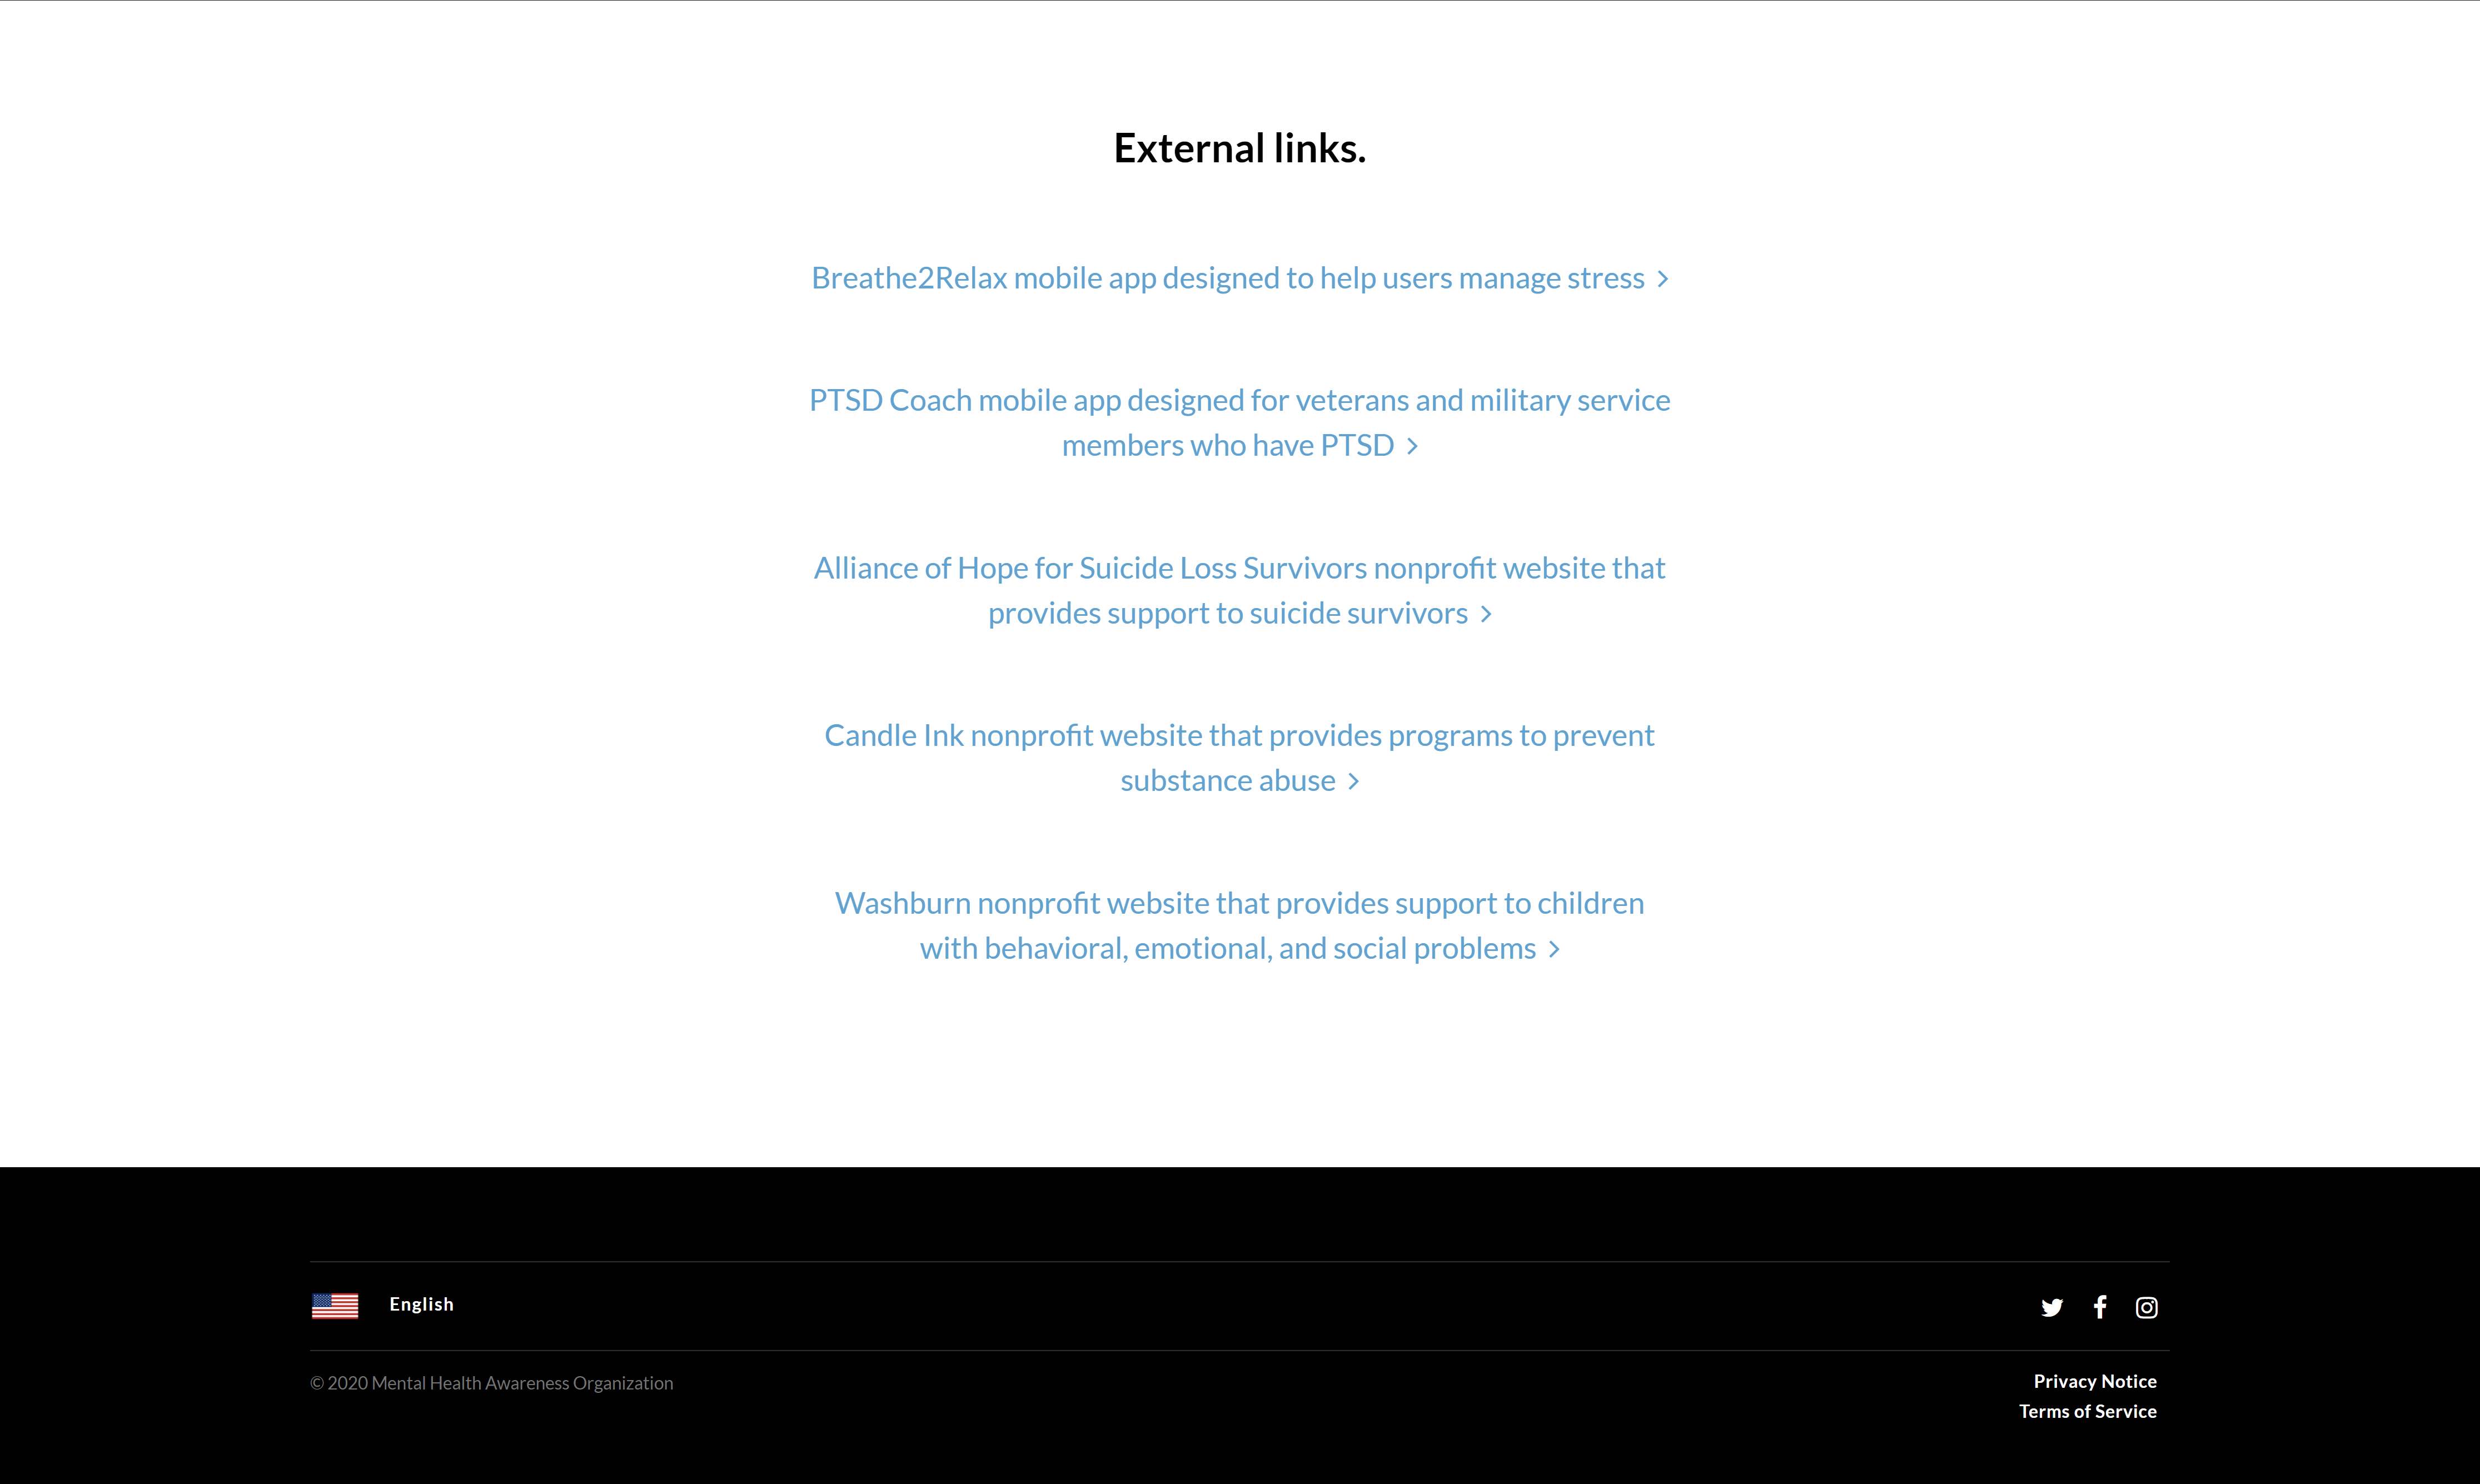 External links.
Breathe2Relax mobile app designed to help users manage stress
PTSD Coach mobile app designed for veterans and military service
members who have PTSD
Alliance of Hope for Suicide Loss Survivors nonprofit website that
provides support to suicide survivors
Candle Ink nonprofit website that provides programs to prevent
substance abuse
Washburn nonprofit website that provides support to children
with behavioral, emotional, and social problems
English
© 2020 Mental Health Awareness Organization
Privacy Notice
Terms of Service